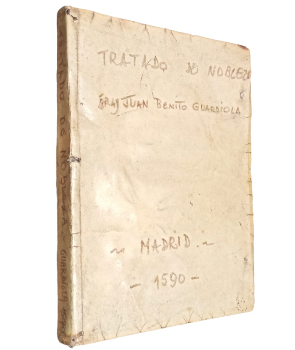 TRATADO DE NOBLEZA
FRAY JUAN BENITO GUARDIOLA
~ MADRID.~
- 1590 -